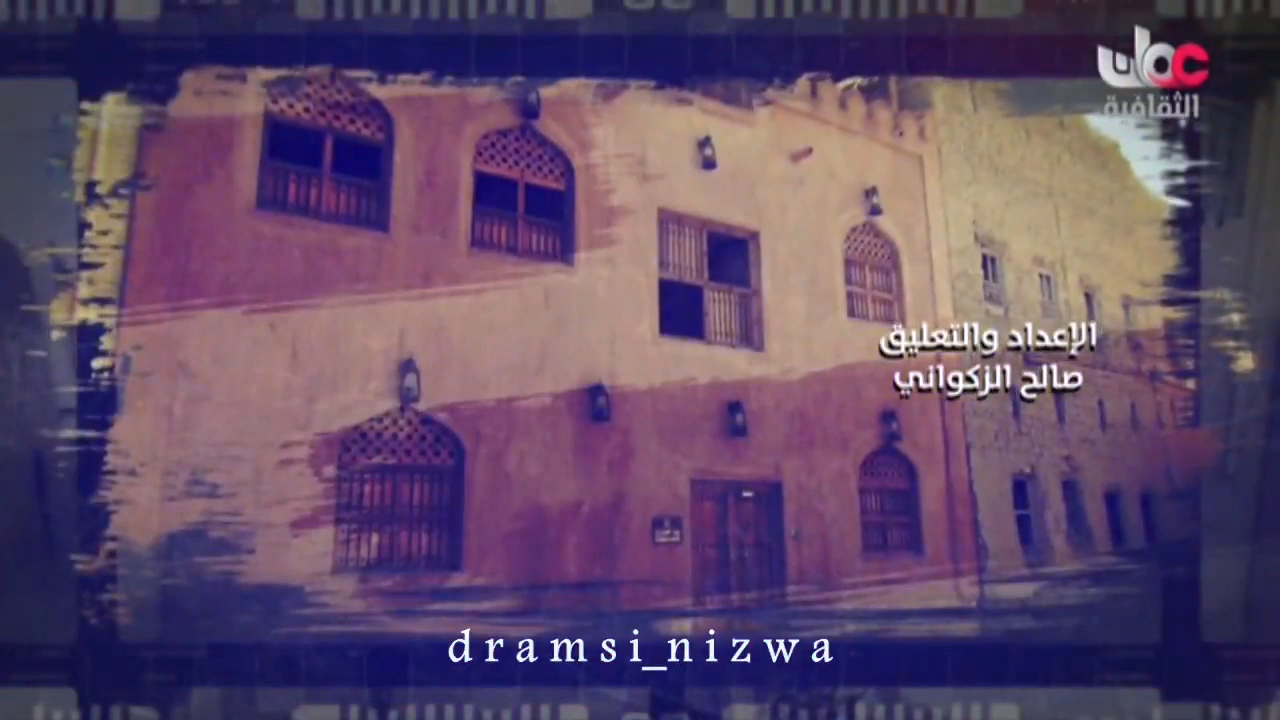 عمان
الثقافية
الإعداد والتعليق
صالح الزكواني
dramsi_nizwa